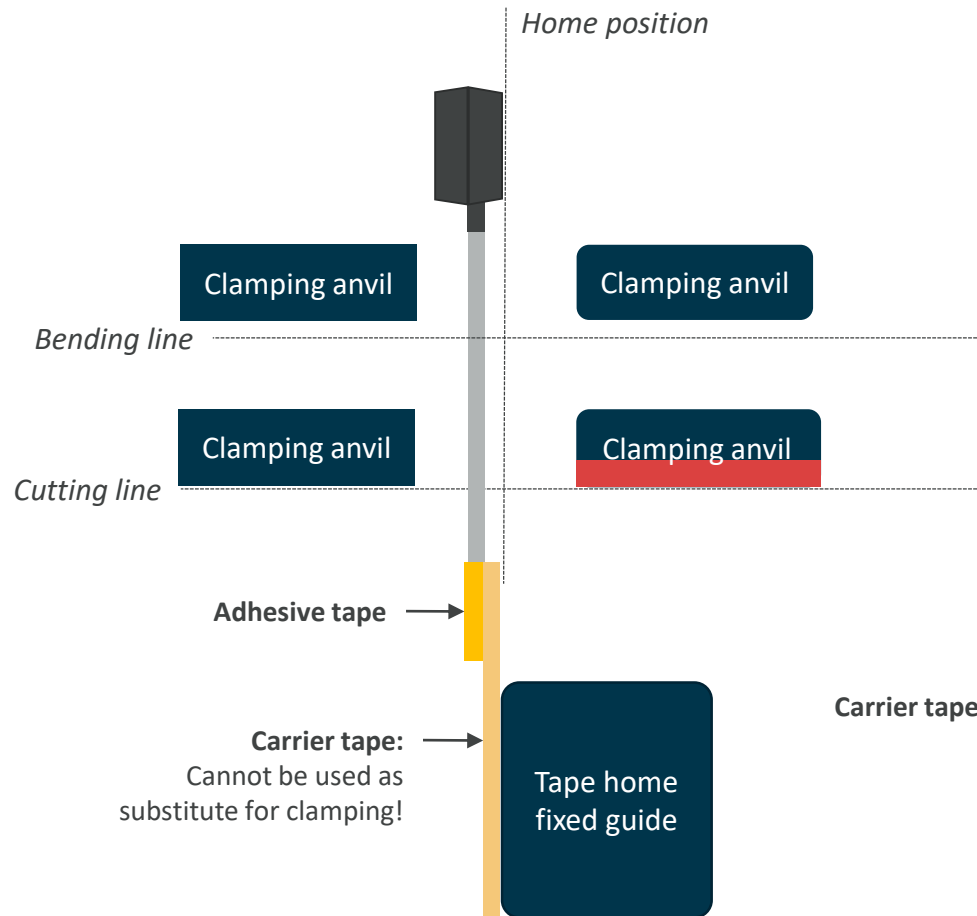 Home position
Clamping anvil
Clamping anvil
Bending line
Clamping anvil
Clamping anvil
Cutting line
Adhesive tape
Carrier tape:
Cannot be used as
substitute for clamping!
Carrier tape
Tape home
fixed guide